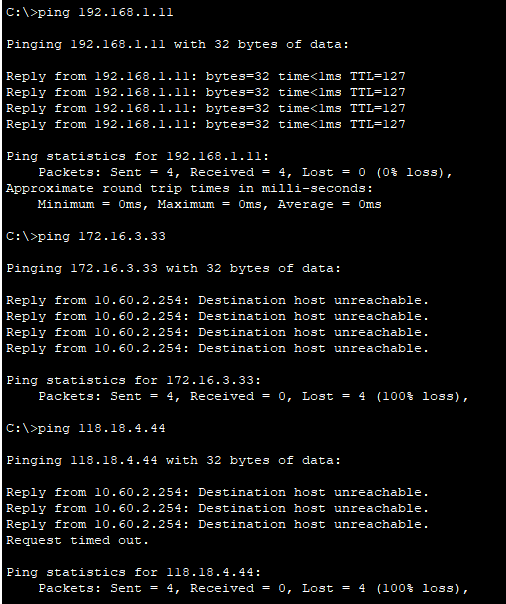 C:\>ping 192.168.1.11
Pinging 192.168.1.11 with 32 bytes of data:
Reply from 192.168.1.11: bytes=32 time<1ms TTL=127
Reply from 192.168.1.11: bytes=32 time<1ms TTL=127
Reply from 192.168.1.11: bytes=32 time<1ms TTL=127
Reply from 192.168.1.11: bytes=32 time<1ms TTL=127
Ping statistics for 192.168.1.11:
    Packets: Sent = 4, Received = 4, Lost = 0 (0% loss),
Approximate round trip times in milli-seconds:
    Minimum = 0ms, Maximum = 0ms, Average = 0ms
C:\>ping 172.16.3.33
Pinging 172.16.3.33 with 32 bytes of data:
Reply from 10.60.2.254: Destination host unreachable.
Reply from 10.60.2.254: Destination host unreachable.
Reply from 10.60.2.254: Destination host unreachable.
Reply from 10.60.2.254: Destination host unreachable.
Ping statistics for 172.16.3.33:
    Packets: Sent = 4, Received = 0, Lost = 4 (100% loss),
C:\>ping 118.18.4.44
Pinging 118.18.4.44 with 32 bytes of data:
Reply from 10.60.2.254: Destination host unreachable.
Reply from 10.60.2.254: Destination host unreachable.
Reply from 10.60.2.254: Destination host unreachable.
Request timed out.
Ping statistics for 118.18.4.44:
    Packets: Sent = 4, Received = 0, Lost = 4 (100% loss),